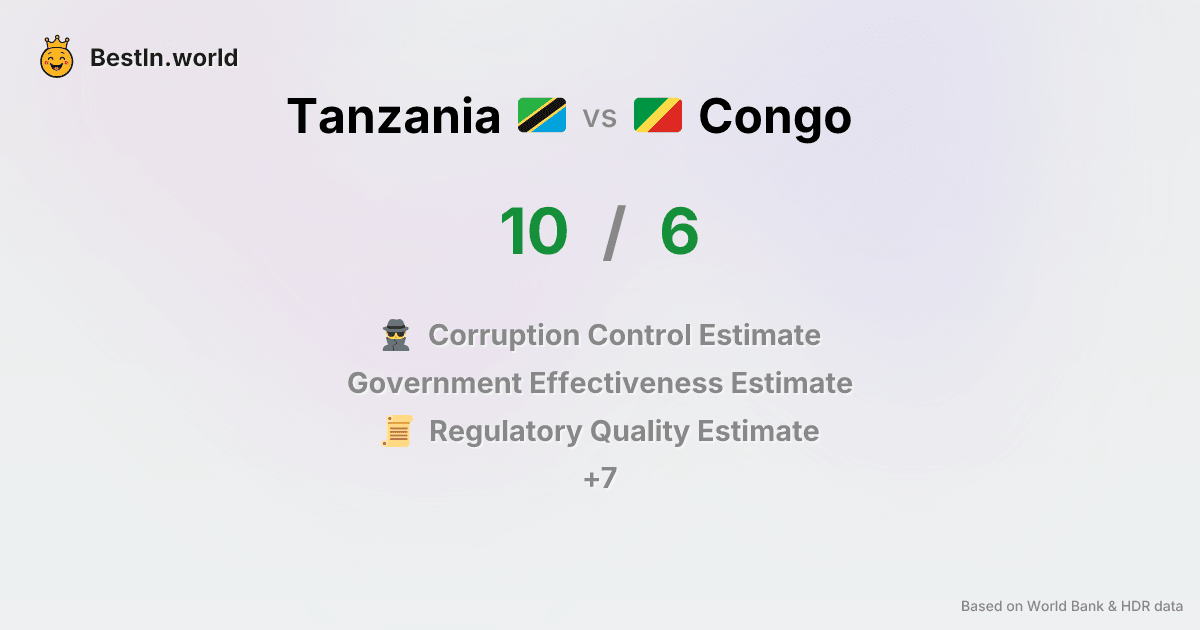 BestIn.world
Tanzania vs Congo
10 / 6
Corruption Control Estimate
Government Effectiveness Estimate
Regulatory Quality Estimate
+7
Based on World Bank & HDR data